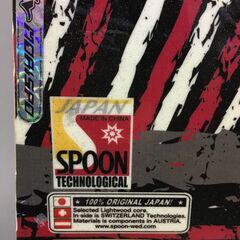 JAPAN
MADE IN CHINA
SPOON
TECHNOLOGICAL
★ 100% ORIGINAL JAPAN! ★
Selected Lightwood core.
In side is SWITZERLAND Technologies.
Materials is components in AUSTRIA.
www.spoon-wed.com